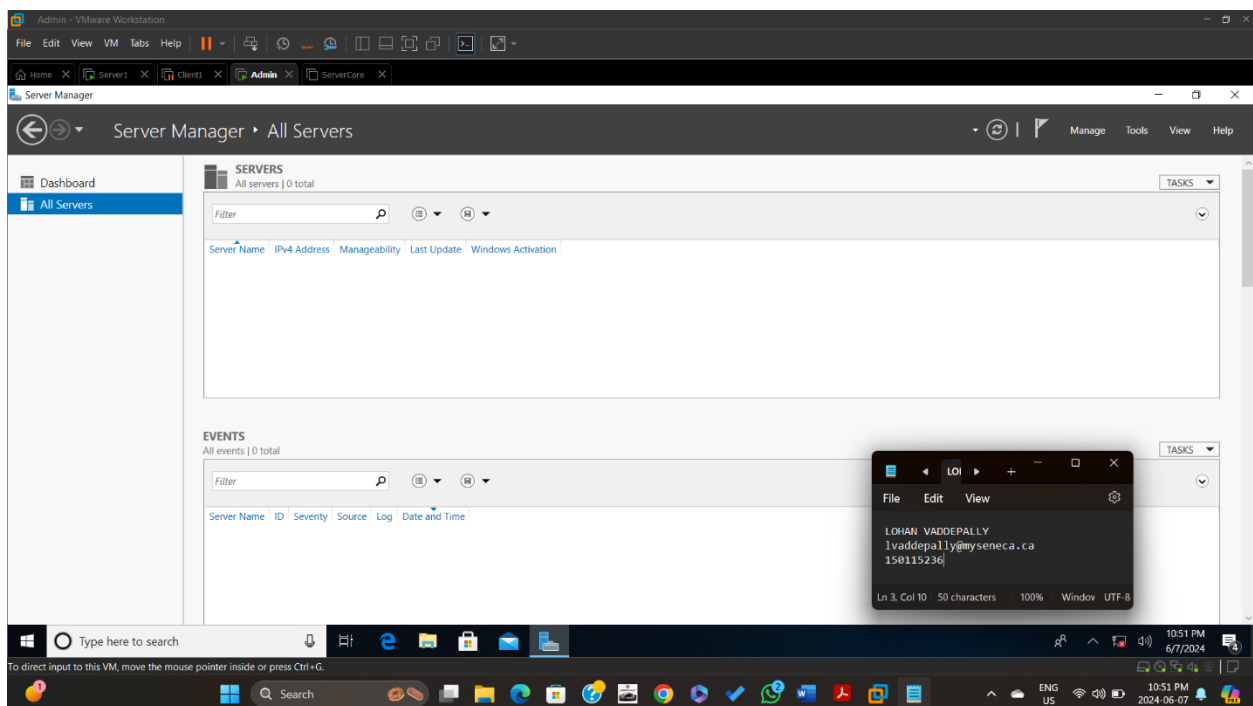 Admin - VMware Workstation
File Edit View VM Tabs Help
Home Server1 Client1 Admin ServerCore
Server Manager
Server Manager All Servers
Manage Tools View Help
Dashboard
All Servers
SERVERS
All servers | 0 total
TASKS
Filter
Server Name IPv4 Address Manageability Last Update Windows Activation
EVENTS
All events | 0 total
TASKS
Filter
Server Name ID Severity Source Log Date and Time
LOI
File Edit View
LOHAN VADDEPALLY
lvaddepally@myseneca.ca
150115236
Ln 3, Col 10 50 characters 100% Window UTF-8
Type here to search
10:51 PM
6/7/2024
4
To direct input to this VM, move the mouse pointer inside or press Ctrl+G.
1
Search
2
ENG
US
10:51 PM
2024-06-07